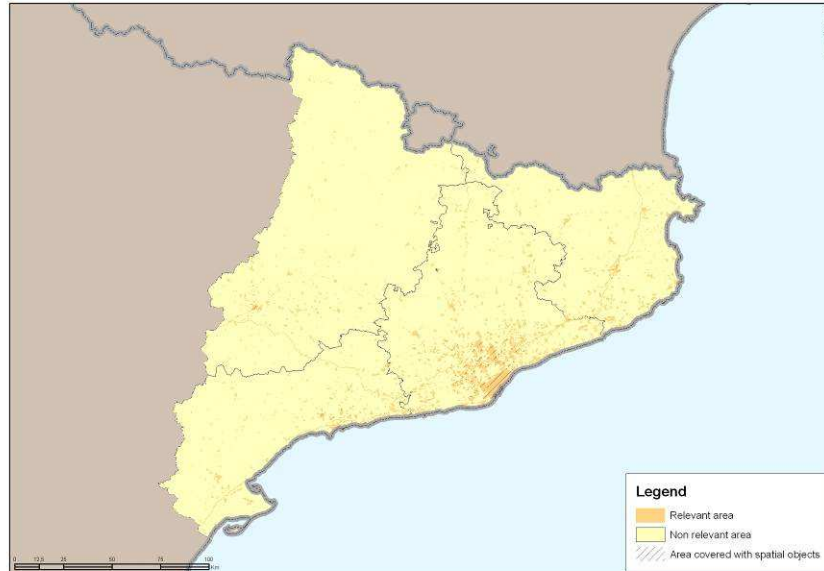 Legend
Relevant area
Non relevant area
Area covered with spatial objects
0 12,5 25 50 75 100
Km